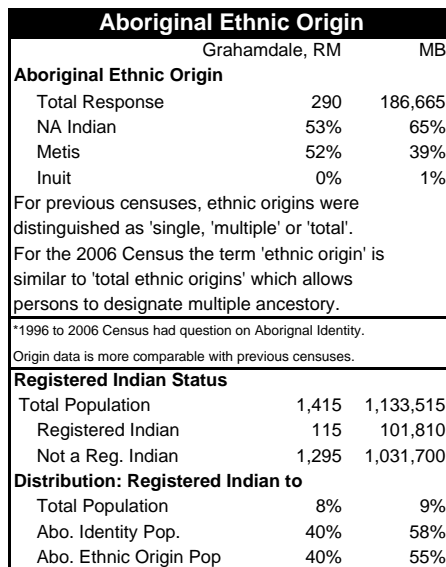 Aboriginal Ethnic Origin
Grahamdale, RM MB
Aboriginal Ethnic Origin
Total Response 290 186,665
NA Indian 53% 65%
Metis 52% 39%
Inuit 0% 1%
For previous censuses, ethnic origins were
distinguished as 'single, 'multiple' or 'total'.
For the 2006 Census the term 'ethnic origin' is
similar to 'total ethnic origins' which allows
persons to designate multiple ancestory.
*1996 to 2006 Census had question on Aborignal Identity.
Origin data is more comparable with previous censuses.
Registered Indian Status
Total Population 1,415 1,133,515
Registered Indian 115 101,810
Not a Reg. Indian 1,295 1,031,700
Distribution: Registered Indian to
Total Population 8% 9%
Abo. Identity Pop. 40% 58%
Abo. Ethnic Origin Pop 40% 55%